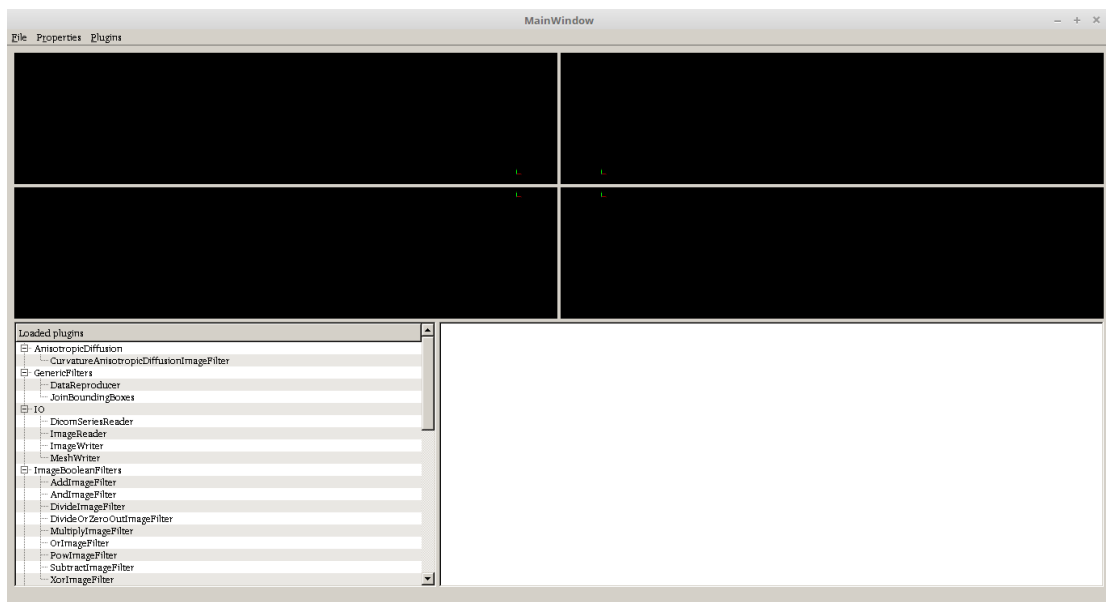 MainWindow
File Properties Plugins
Loaded plugins
AnisotropicDiffusion
CurvatureAnisotropicDiffusionImageFilter
GenericFilters
DataReproducer
JoinBoundingBoxes
IO
DicomSeriesReader
ImageReader
ImageWriter
MeshWriter
ImageBooleanFilters
AddImageFilter
AndImageFilter
DivideImageFilter
DivideOrZeroOutImageFilter
MultiplyImageFilter
OrImageFilter
PowImageFilter
SubtractImageFilter
XorImageFilter